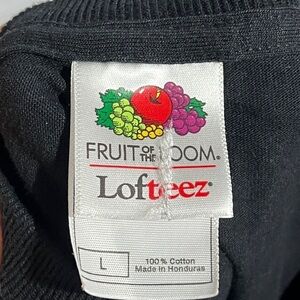 FRUIT OF THE LOOM®
Lofteez®
L
100% Cotton
Made in Honduras